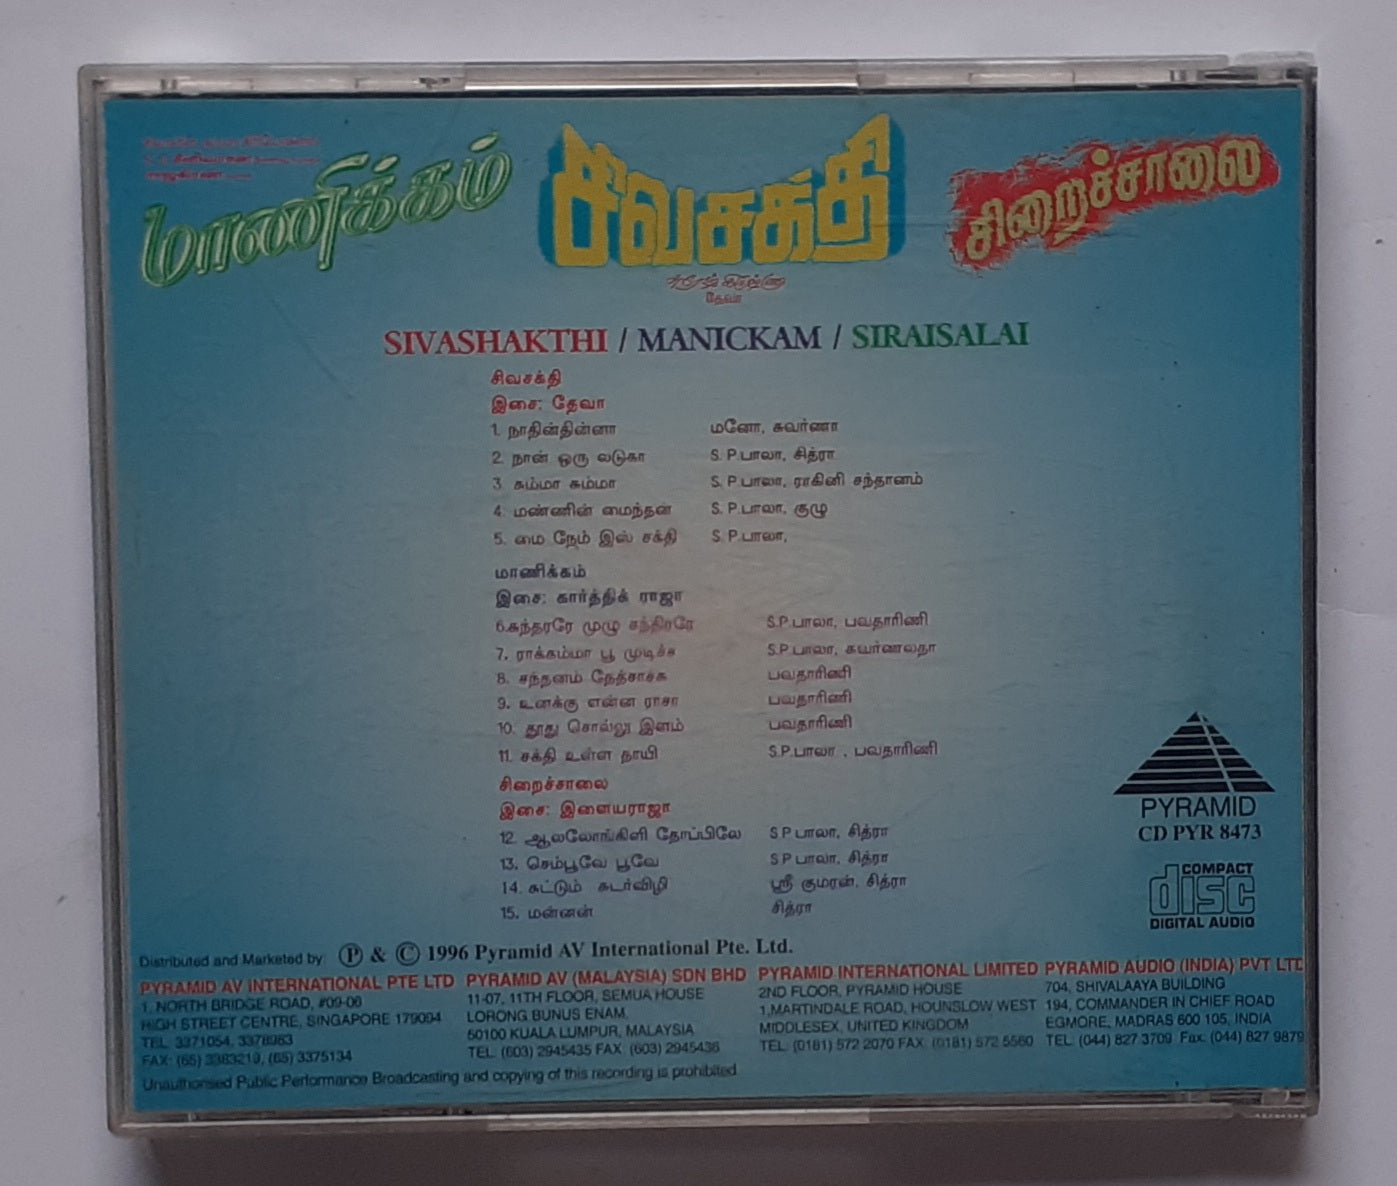 மாணிக்கம்
சிவசக்தி
சிறைச்சாலை
சுரேஷ் கிருஷ்ணா
தேவா
SIVASHAKTHI / MANICKAM / SIRAISALAI
சிவசக்தி
இசை: தேவா
1. நாதின்தின்னா மனோ, சுவர்ணா
2. நான் ஒரு லடுகா S. P.பாலா, சித்ரா
3. சும்மா சும்மா S. P.பாலா, ராகினி சந்தானம்
4. மண்ணின் மைந்தன் S. P.பாலா, குழு
5. மை நேம் இஸ் சக்தி S. P.பாலா,
மாணிக்கம்
இசை: கார்த்திக் ராஜா
6.சுந்தரரே முழு சந்திரரே S.P.பாலா, பவதாரிணி
7. ராக்கம்மா பூ முடிச்சு S.P.பாலா, சுவர்ணலதா
8. சந்தனம் தேச்சாச்சு பவதாரிணி
9. உனக்கு என்ன ராசா பவதாரிணி
10. தூது சொல்லு இளம் பவதாரிணி
11. சக்தி உள்ள தாயி S.P.பாலா , பவதாரிணி
சிறைச்சாலை
இசை: இளையராஜா
12. ஆலலோங்கிளி தோப்பிலே S P பாலா, சித்ரா
13. செம்பூவே பூவே S P பாலா, சித்ரா
14. சுட்டும் சுடர்விழி ஸ்ரீ குமரன், சித்ரா
15. மன்னன் சித்ரா
PYRAMID
CD PYR 8473
COMPACT
disc
DIGITAL AUDIO
Distributed and Marketed by: Ⓟ & © 1996 Pyramid AV International Pte. Ltd.
PYRAMID AV INTERNATIONAL PTE LTD
1, NORTH BRIDGE ROAD, #09-06
HIGH STREET CENTRE, SINGAPORE 179094
TEL: 3371054, 3378963
FAX: (65) 3383219, (65) 3375134
PYRAMID AV (MALAYSIA) SDN BHD
11-07, 11TH FLOOR, SEMUA HOUSE
LORONG BUNUS ENAM,
50100 KUALA LUMPUR, MALAYSIA
TEL: (603) 2945435 FAX: (603) 2945436
PYRAMID INTERNATIONAL LIMITED
2ND FLOOR, PYRAMID HOUSE
1,MARTINDALE ROAD, HOUNSLOW WEST
MIDDLESEX, UNITED KINGDOM
TEL: (0181) 572 2070 FAX: (0181) 572 5560
PYRAMID AUDIO (INDIA) PVT LTD
704, SHIVALAAYA BUILDING
194, COMMANDER IN CHIEF ROAD
EGMORE, MADRAS 600 105, INDIA
TEL: (044) 827 3709 Fax: (044) 827 9879
Unauthorised Public Performance Broadcasting and copying of this recording is prohibited